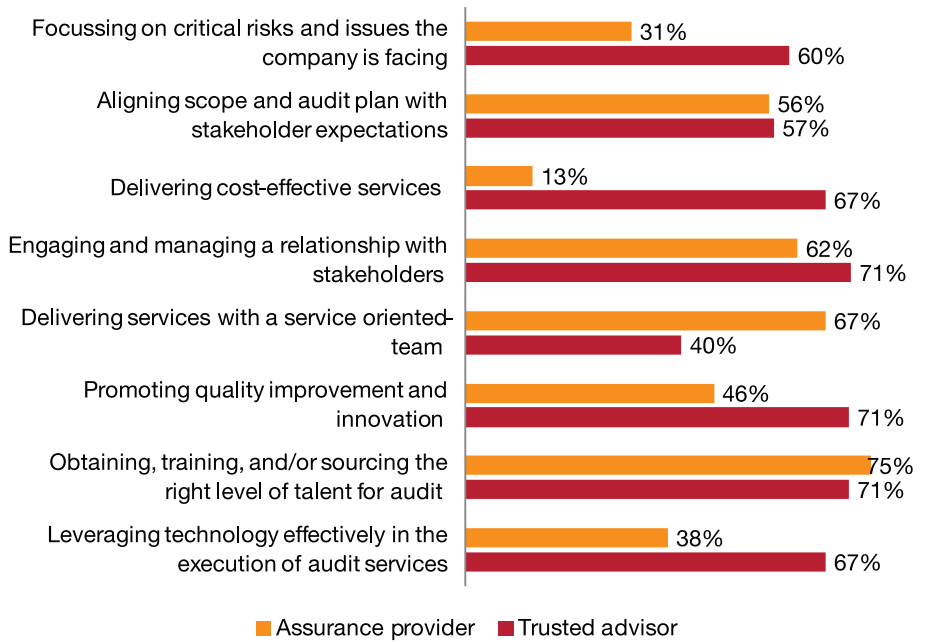 Focussing on critical risks and issues the
company is facing
31%
60%
Aligning scope and audit plan with
stakeholder expectations
56%
57%
Delivering cost-effective services
13%
67%
Engaging and managing a relationship with
stakeholders
62%
71%
Delivering services with a service oriented-
team
67%
40%
Promoting quality improvement and
innovation
46%
71%
Obtaining, training, and/or sourcing the
right level of talent for audit
75%
71%
Leveraging technology effectively in the
execution of audit services
38%
67%
Assurance provider
Trusted advisor